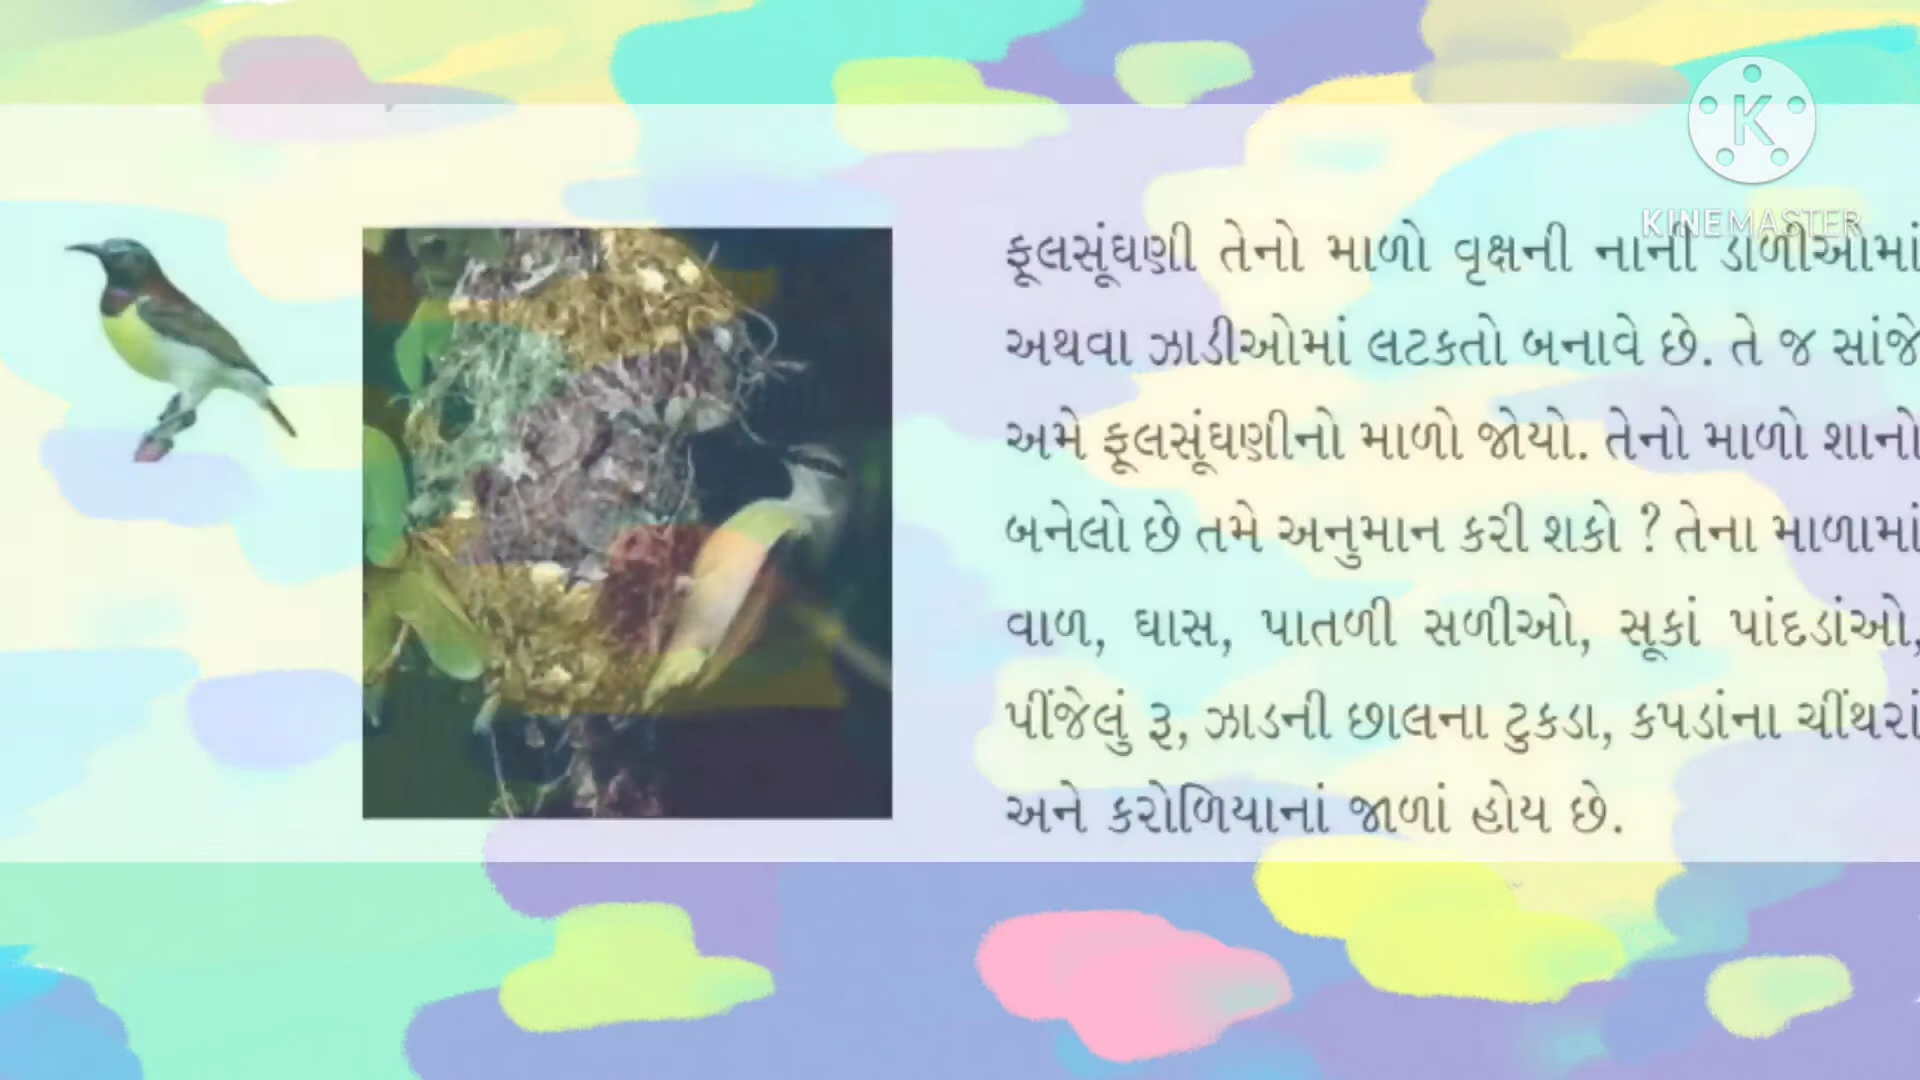 KINEMASTER
ફૂલસૂંઘણી તેનો માળો વૃક્ષની નાની ડાળીઓમાં
અથવા ઝાડીઓમાં લટકતો બનાવે છે. તે જ સાંજે
અમે ફૂલસૂંઘણીનો માળો જોયો. તેનો માળો શાનો
બનેલો છે તમે અનુમાન કરી શકો ? તેના માળામાં
વાળ, ઘાસ, પાતળી સળીઓ, સૂકાં પાંદડાંઓ,
પીંજેલું રૂ, ઝાડની છાલના ટુકડા, કપડાંના ચીંથરાં
અને કરોળિયાનાં જાળાં હોય છે.